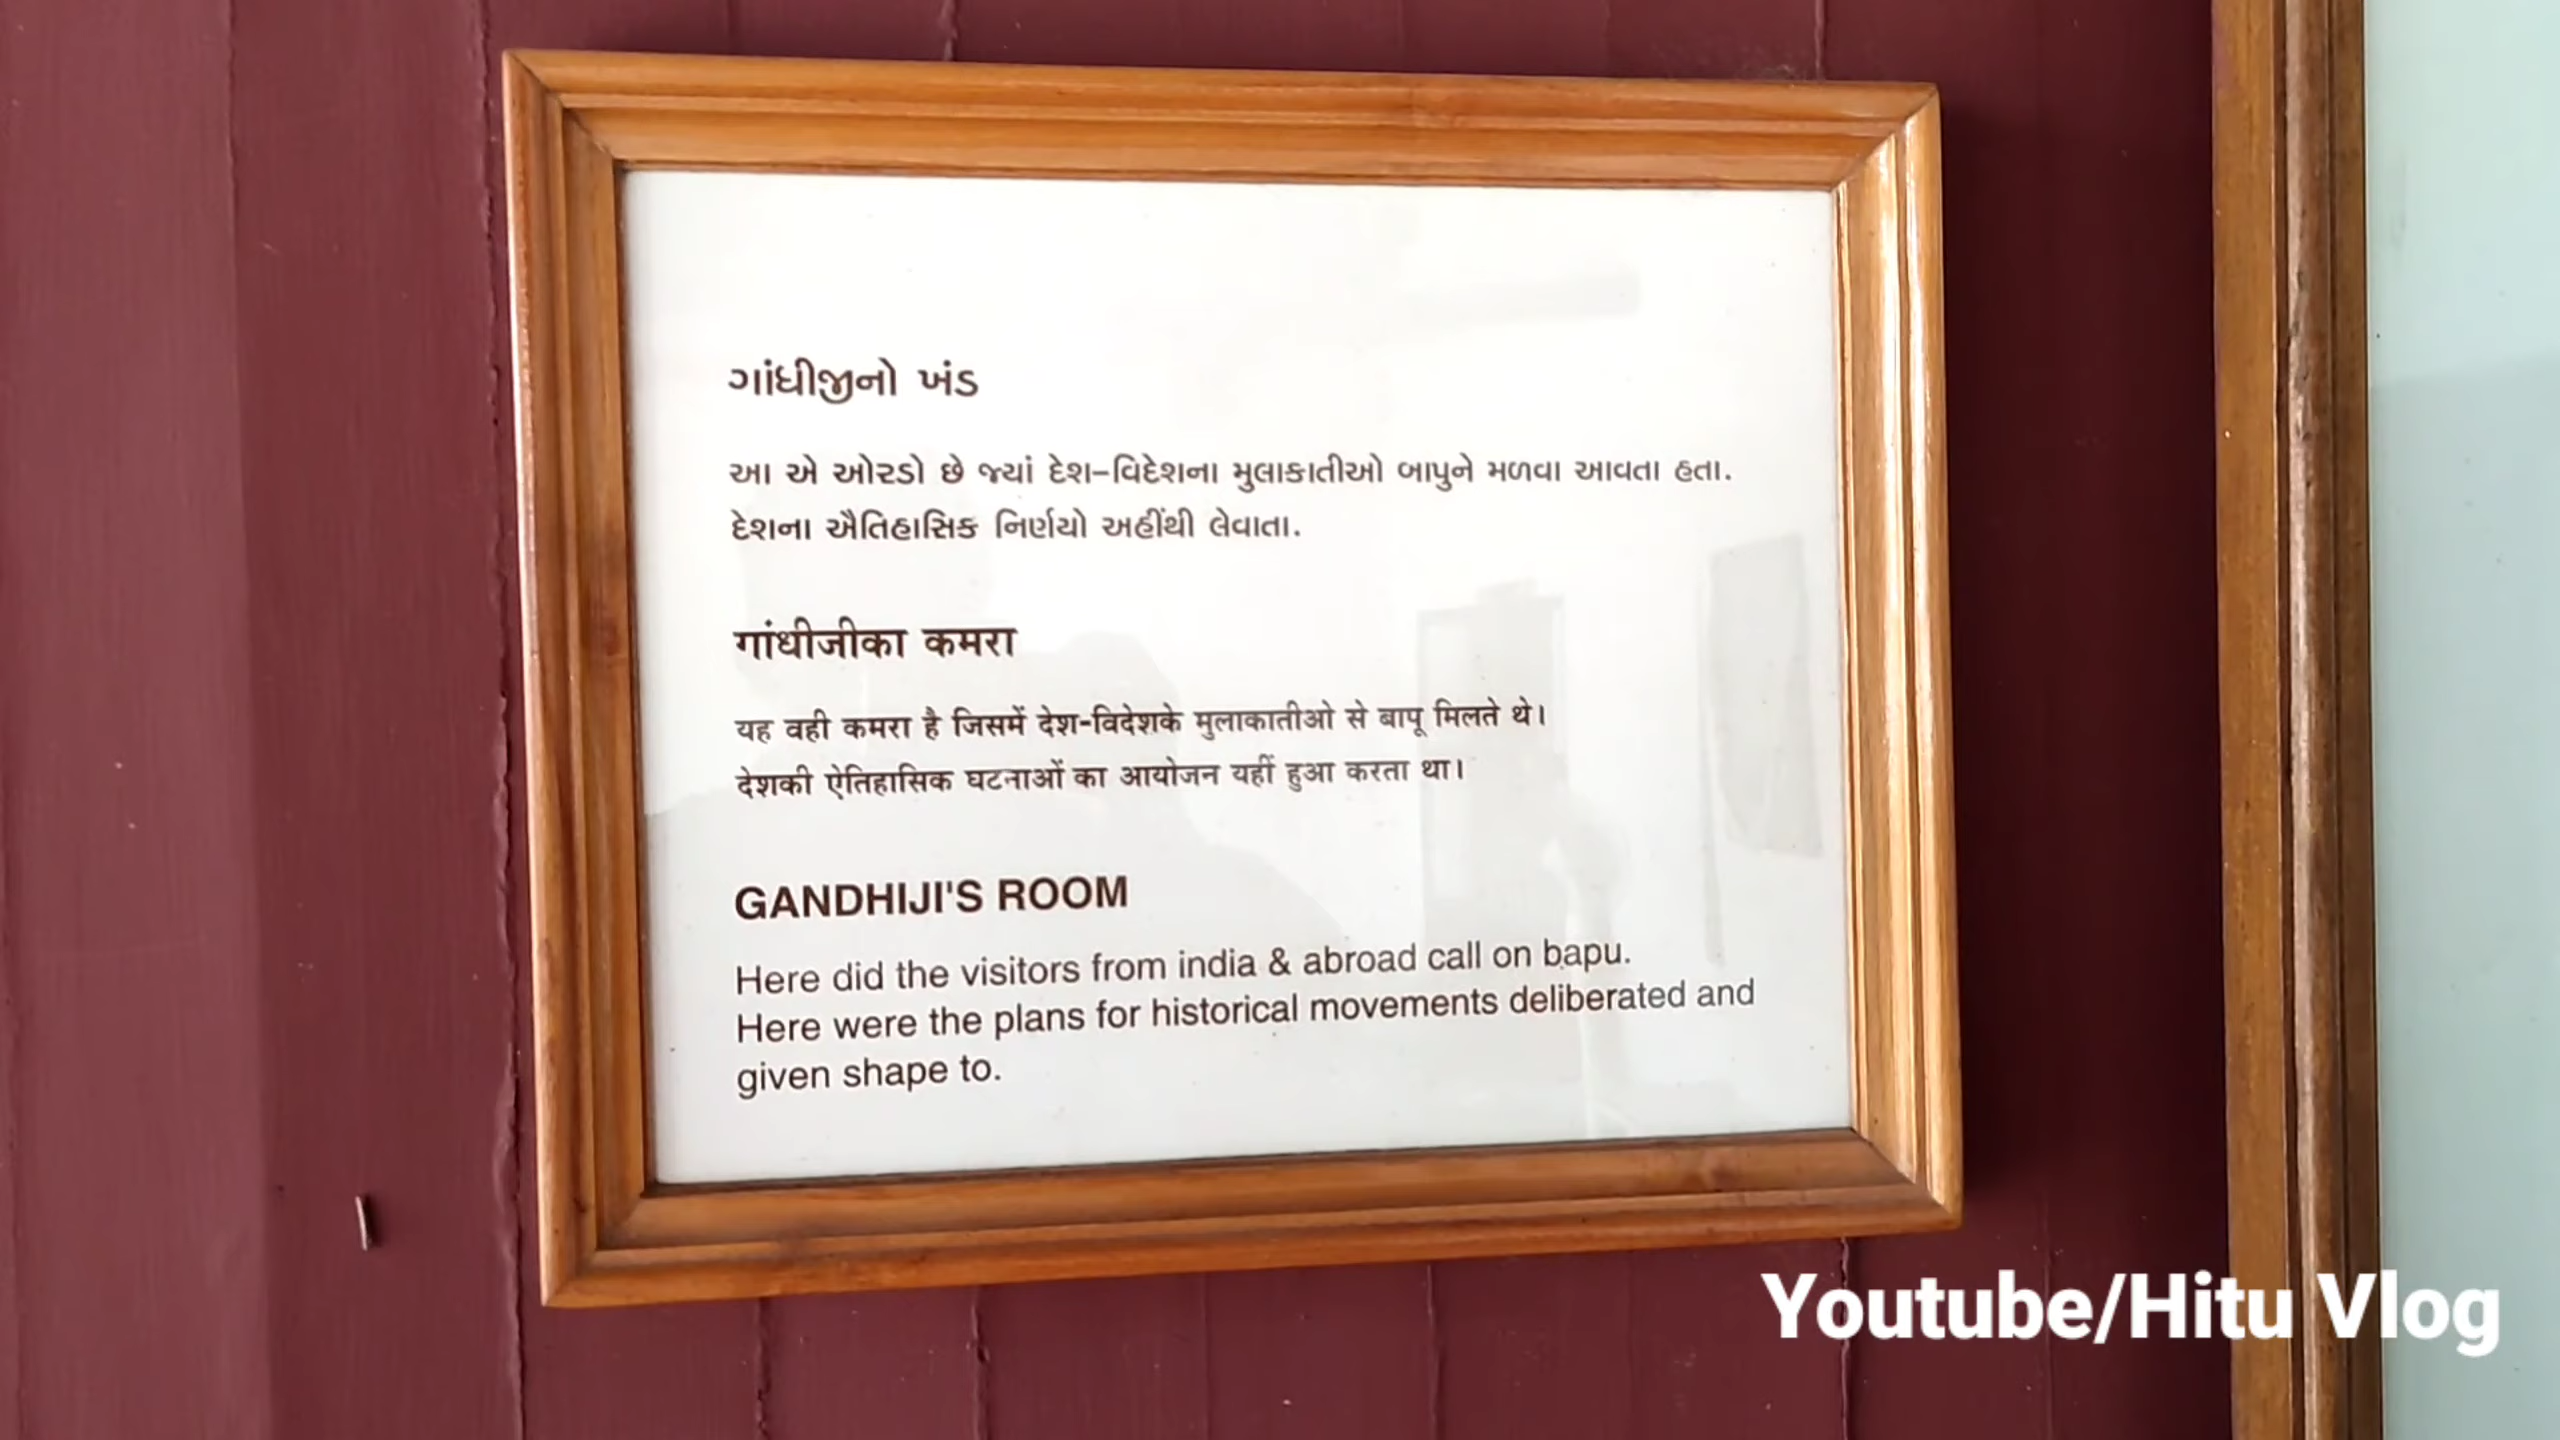 ગાંધીજીનો ખંડ
આ એ ઓરડો છે જ્યાં દેશ–વિદેશના મુલાકાતીઓ બાપુને મળવા આવતા હતા.
દેશના ઐતિહાસિક નિર્ણયો અહીંથી લેવાતા.
गांधीजीका कमरा
यह वही कमरा है जिसमें देश-विदेशके मुलाकातीओ से बापू मिलते थे।
देशकी ऐतिहासिक घटनाओं का आयोजन यहीं हुआ करता था।
GANDHIJI'S ROOM
Here did the visitors from india & abroad call on bapu.
Here were the plans for historical movements deliberated and
given shape to.
Youtube/Hitu Vlog